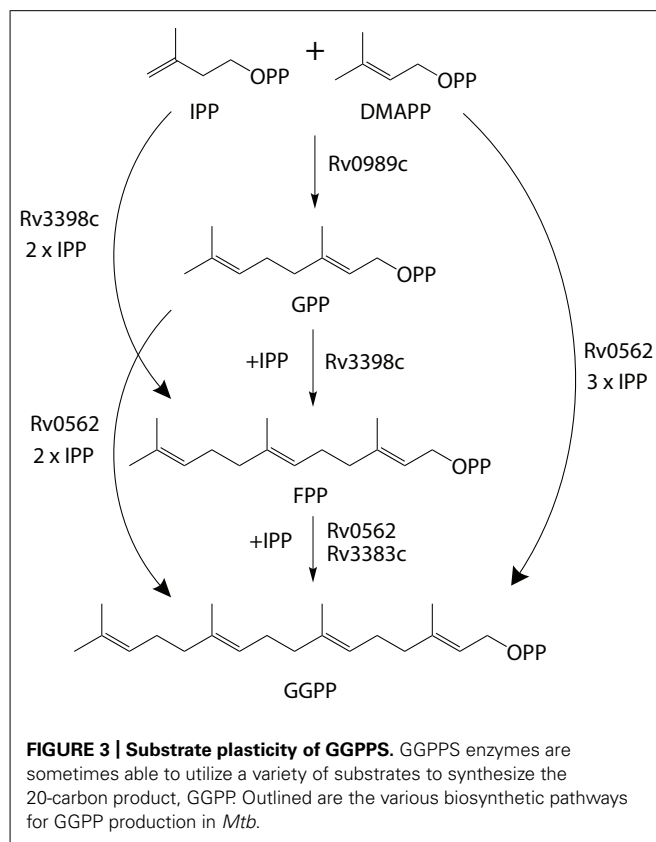 OPP
+
OPP
IPP
DMAPP
Rv0989c
Rv3398c
2 x IPP
OPP
GPP
+IPP
Rv3398c
Rv0562
3 x IPP
Rv0562
2 x IPP
OPP
FPP
+IPP
Rv0562
Rv3383c
OPP
GGPP
FIGURE 3 | Substrate plasticity of GGPPS. GGPPS enzymes are
sometimes able to utilize a variety of substrates to synthesize the
20-carbon product, GGPP. Outlined are the various biosynthetic pathways
for GGPP production in Mtb.